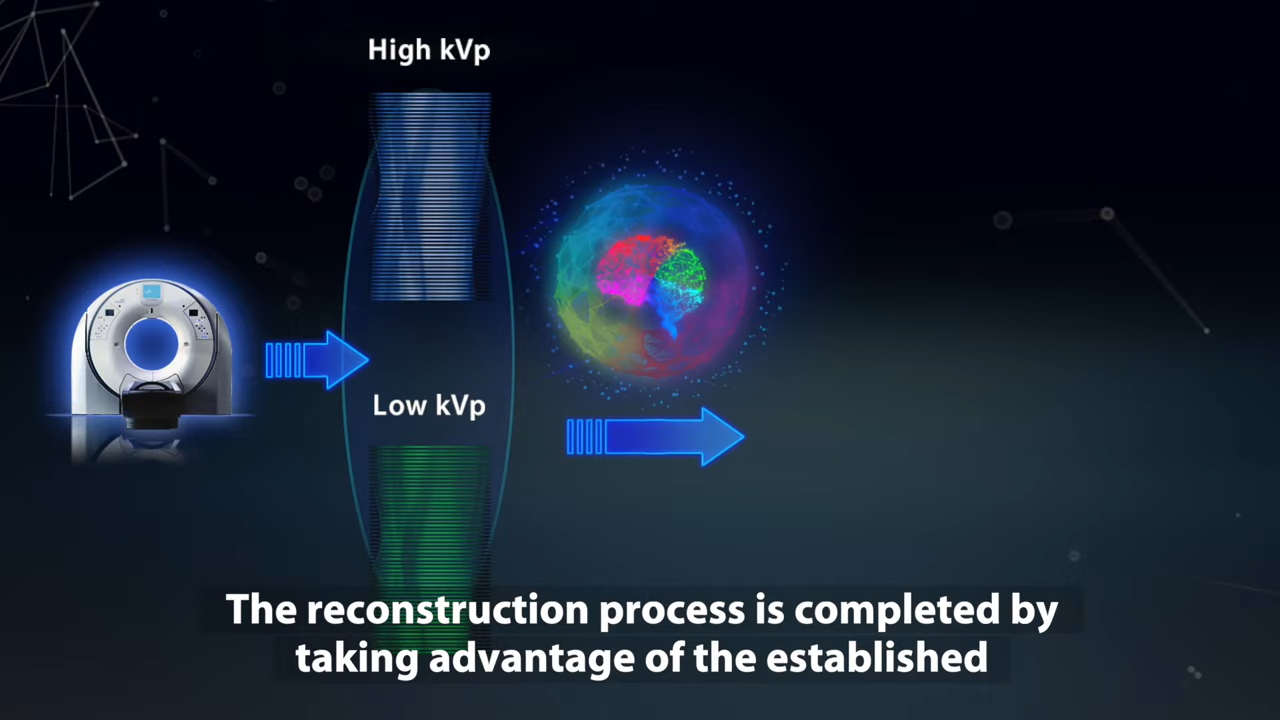 High kVp
Low kVp
The reconstruction process is completed by
taking advantage of the established